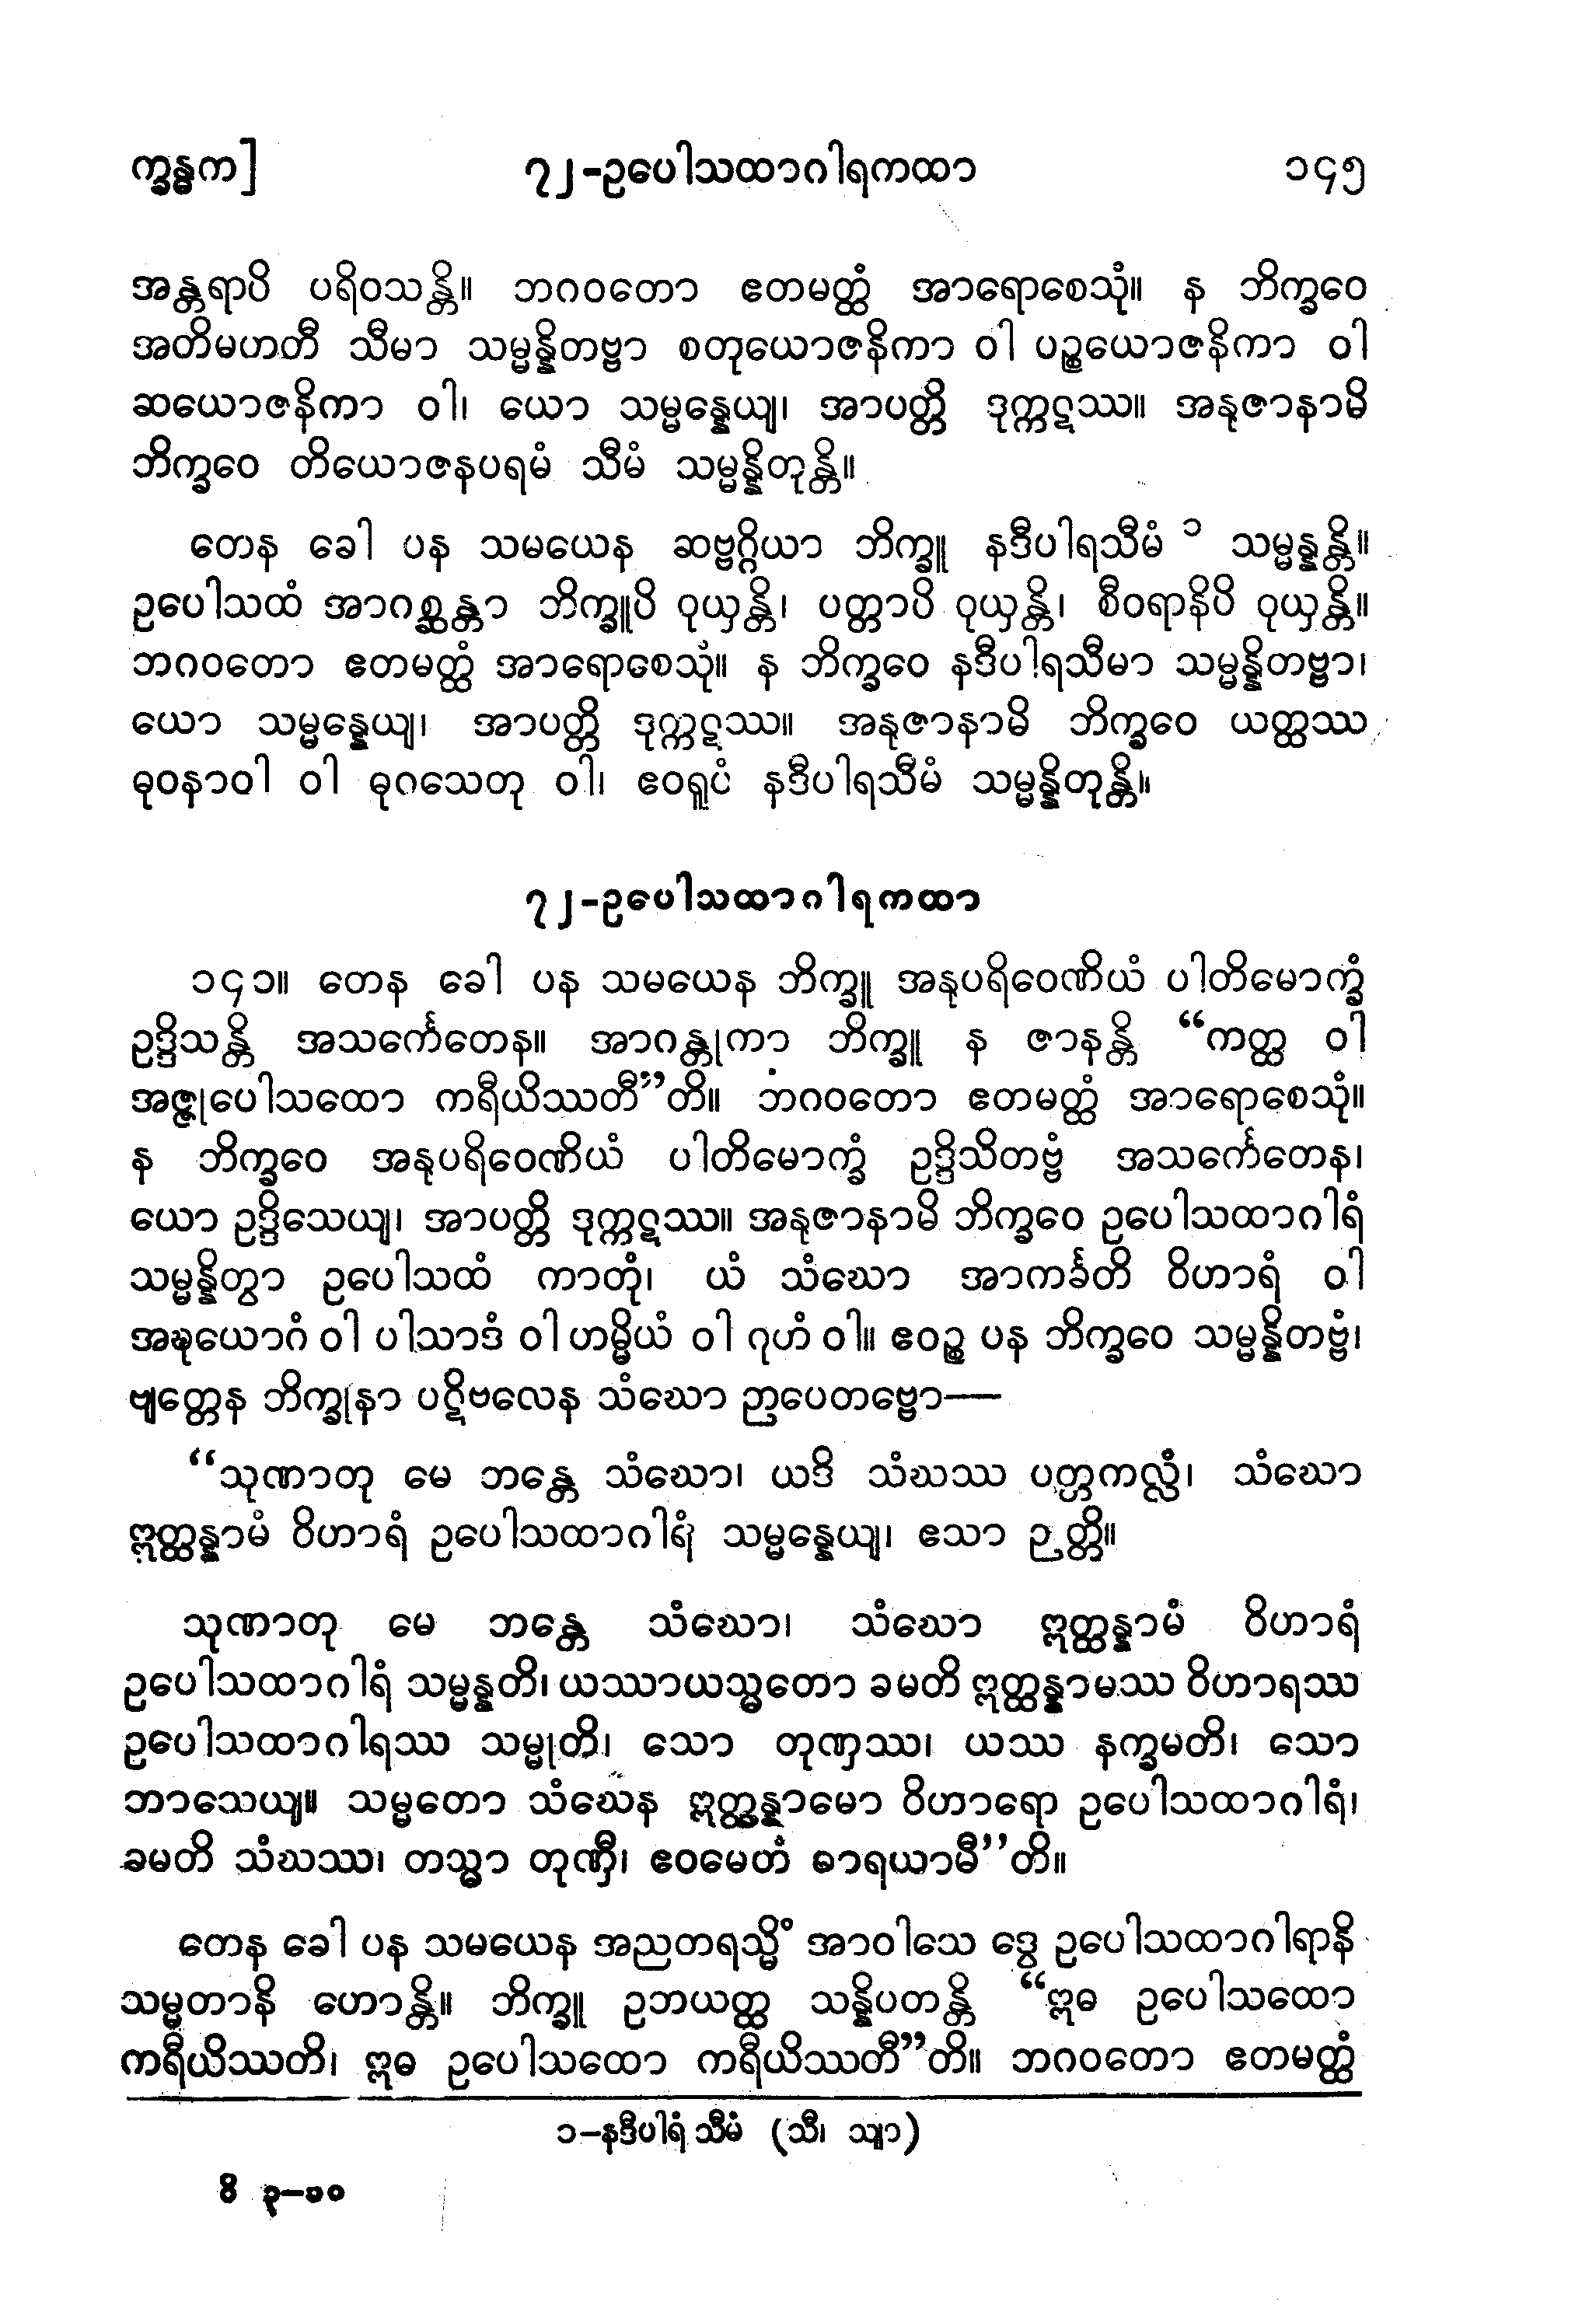 က္ခန္ဓက]
၇၂-ဥပေါသထာဂါရကထာ
၁၄၅
အန္တရာပိ ပရိဝသန္တိ။ ဘဂဝတော ဧတမတ္ထံ အာရောစေသုံ။ န ဘိက္ခဝေ
အတိမဟတီ သီမာ သမ္မန္နိတဗ္ဗာ စတုယောဇနိကာ ဝါ ပဉ္စယောဇနိကာ ဝါ
ဆယောဇနိကာ ဝါ၊ ယော သမ္မန္နေယျ၊ အာပတ္တိ ဒုက္ကဋဿ။ အနုဇာနာမိ
ဘိက္ခဝေ တိယောဇနပရမံ သီမံ သမ္မန္နိတုန္တိ။
တေန ခေါ ပန သမယေန ဆဗ္ဗဂ္ဂိယာ ဘိက္ခူ နဒီပါရသီမံ ၁ သမ္မန္နန္တိ။
ဥပေါသထံ အာဂစ္ဆန္တာ ဘိက္ခူပိ ဝုယှန္တိ၊ ပတ္တာပိ ဝုယှန္တိ၊ စီဝရာနိပိ ဝုယှန္တိ။
ဘဂဝတော ဧတမတ္ထံ အာရောစေသုံ။ န ဘိက္ခဝေ နဒီပါရသီမာ သမ္မန္နိတဗ္ဗာ၊
ယော သမ္မန္နေယျ၊ အာပတ္တိ ဒုက္ကဋဿ။ အနုဇာနာမိ ဘိက္ခဝေ ယတ္ထဿ
ဓုဝနာဝါ ဝါ ဓုဂသေတု ဝါ၊ ဧဝရူပံ နဒီပါရသီမံ သမ္မန္နိတုန္တိ။
၇၂-ဥပေါသထာဂါရကထာ
၁၄၁။ တေန ခေါ ပန သမယေန ဘိက္ခူ အနုပရိဝေဏိယံ ပါတိမောက္ခံ
ဥဒ္ဒိသန္တိ အသင်္ကေတေန။ အာဂန္တုကာ ဘိက္ခူ န ဇာနန္တိ “ကတ္ထ ဝါ
အဇ္ဇုပေါသထော ကရီယိဿတီ”တိ။ ဘဂဝတော ဧတမတ္ထံ အာရောစေသုံ။
န ဘိက္ခဝေ အနုပရိဝေဏိယံ ပါတိမောက္ခံ ဥဒ္ဒိသိတဗ္ဗံ အသင်္ကေတေန၊
ယော ဥဒ္ဒိသေယျ၊ အာပတ္တိ ဒုက္ကဋဿ။ အနုဇာနာမိ ဘိက္ခဝေ ဥပေါသထာဂါရံ
သမ္မန္နိတွာ ဥပေါသထံ ကာတုံ၊ ယံ သံဃော အာကင်္ခတိ ဝိဟာရံ ဝါ
အဍ္ဎယောဂံ ဝါ ပါသာဒံ ဝါ ဟမ္မိယံ ဝါ ဂုဟံ ဝါ။ ဧဝဉ္စ ပန ဘိက္ခဝေ သမ္မန္နိတဗ္ဗံ၊
ဗျတ္တေန ဘိက္ခုနာ ပဋိဗလေန သံဃော ဉာပေတဗ္ဗော—
“သုဏာတု မေ ဘန္တေ သံဃော၊ ယဒိ သံဃဿ ပတ္တကလ္လံ၊ သံဃော
ဣတ္ထန္နာမံ ဝိဟာရံ ဥပေါသထာဂါရံ သမ္မန္နေယျ၊ ဧသာ ဉတ္တိ။
သုဏာတု မေ ဘန္တေ သံဃော၊ သံဃော ဣတ္ထန္နာမံ ဝိဟာရံ
ဥပေါသထာဂါရံ သမ္မန္နတိ၊ ယဿာယသ္မတော ခမတိ ဣတ္ထန္နာမဿ ဝိဟာရဿ
ဥပေါသထာဂါရဿ သမ္မုတိ၊ သော တုဏှဿ၊ ယဿ နက္ခမတိ၊ သော
ဘာသေယျ။ သမ္မတော သံဃေန ဣတ္ထန္နာမော ဝိဟာရော ဥပေါသထာဂါရံ၊
ခမတိ သံဃဿ၊ တသ္မာ တုဏှီ၊ ဧဝမေတံ ဓာရယာမီ”တိ။
တေန ခေါ ပန သမယေန အညတရသ္မိံ အာဝါသေ ဒွေ ဥပေါသထာဂါရာနိ
သမ္မတာနိ ဟောန္တိ။ ဘိက္ခူ ဥဘယတ္ထ သန္နိပတန္တိ “ဣဓ ဥပေါသထော
ကရီယိဿတိ၊ ဣဓ ဥပေါသထော ကရီယိဿတီ”တိ။ ဘဂဝတော ဧတမတ္ထံ
၁-နဒီပါရံ သီမံ (သီ၊ သျာ)
ဝိ ၃-၁၀